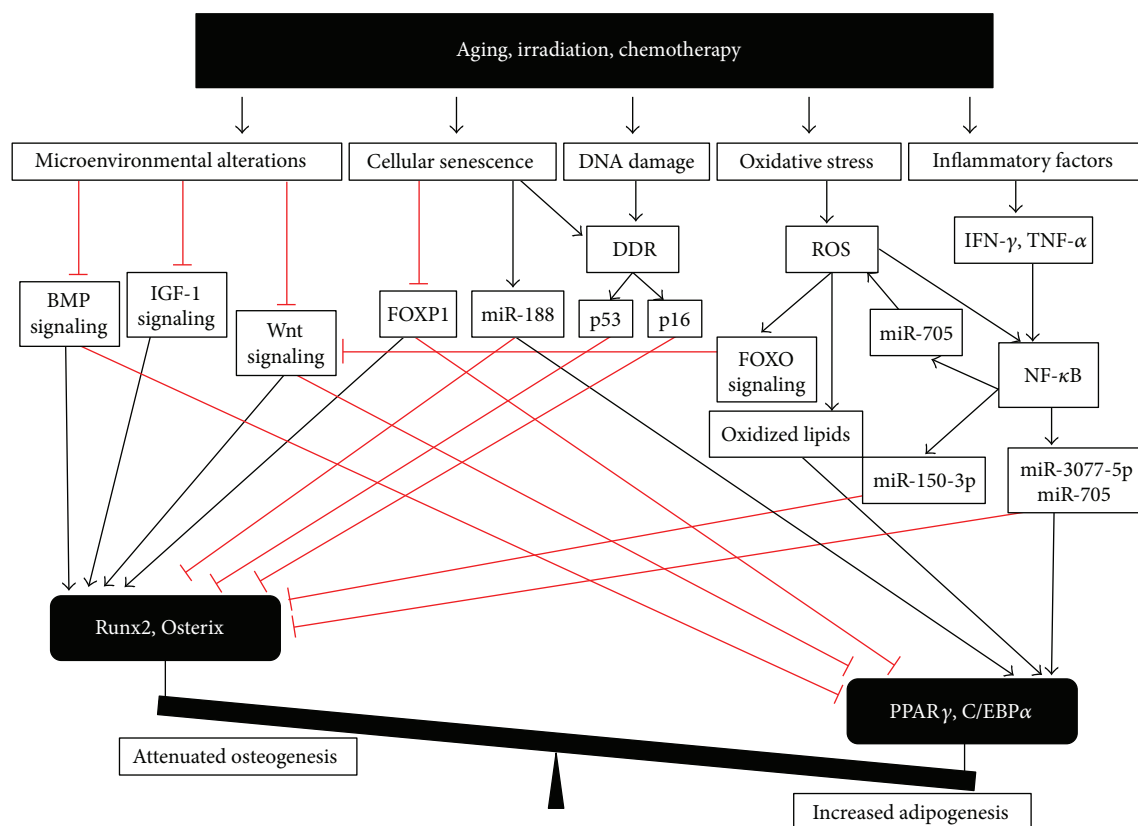 Aging, irradiation, chemotherapy
Microenvironmental alterations
Cellular senescence
DNA damage
Oxidative stress
Inflammatory factors
DDR
ROS
IFN-γ, TNF-α
BMP
signaling
IGF-1
signaling
Wnt
signaling
FOXP1
miR-188
p53
p16
FOXO
signaling
miR-705
NF-κB
Oxidized lipids
miR-150-3p
miR-3077-5p
miR-705
Runx2, Osterix
PPARγ, C/EBPα
Attenuated osteogenesis
Increased adipogenesis